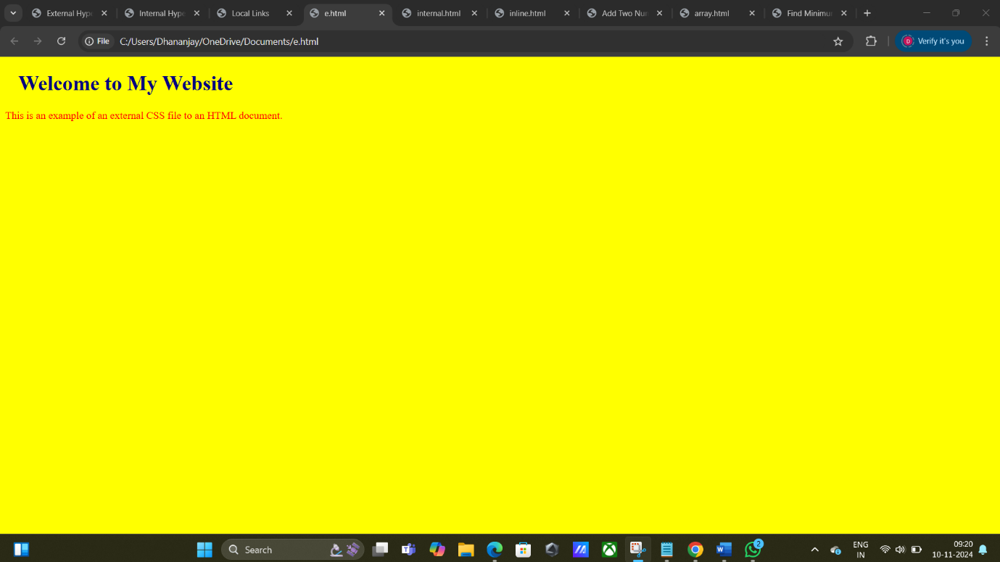 External Hype
Internal Hype
Local Links
e.html
internal.html
inline.html
Add Two Nu
array.html
Find Minimu
File
C:/Users/Dhananjay/OneDrive/Documents/e.html
D
Verify it's you
Welcome to My Website
This is an example of an external CSS file to an HTML document.
Search
2
ENG
IN
09:20
10-11-2024